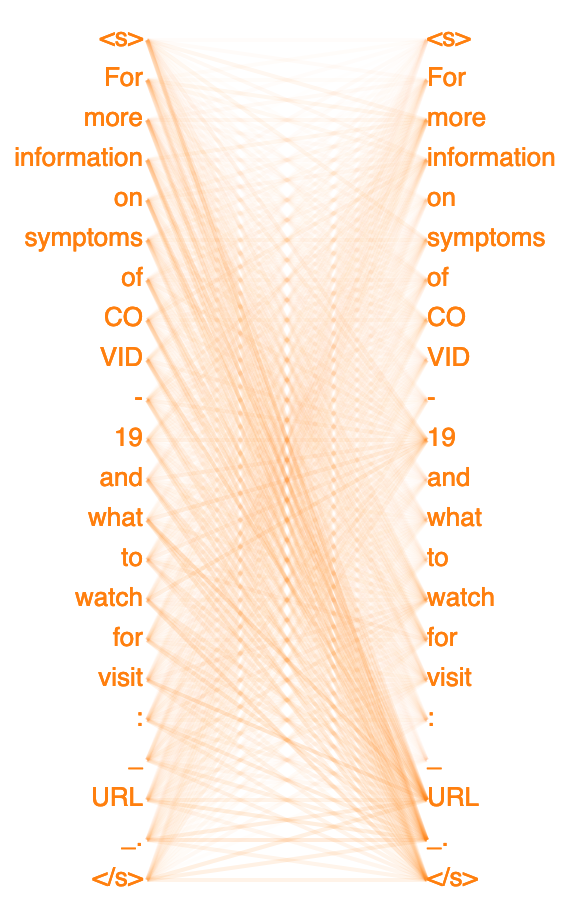 <s> <s>
For For
more more
information information
on on
symptoms symptoms
of of
CO CO
VID VID
- -
19 19
and and
what what
to to
watch watch
for for
visit visit
: :
_ _
URL URL
_. _.
</s> </s>